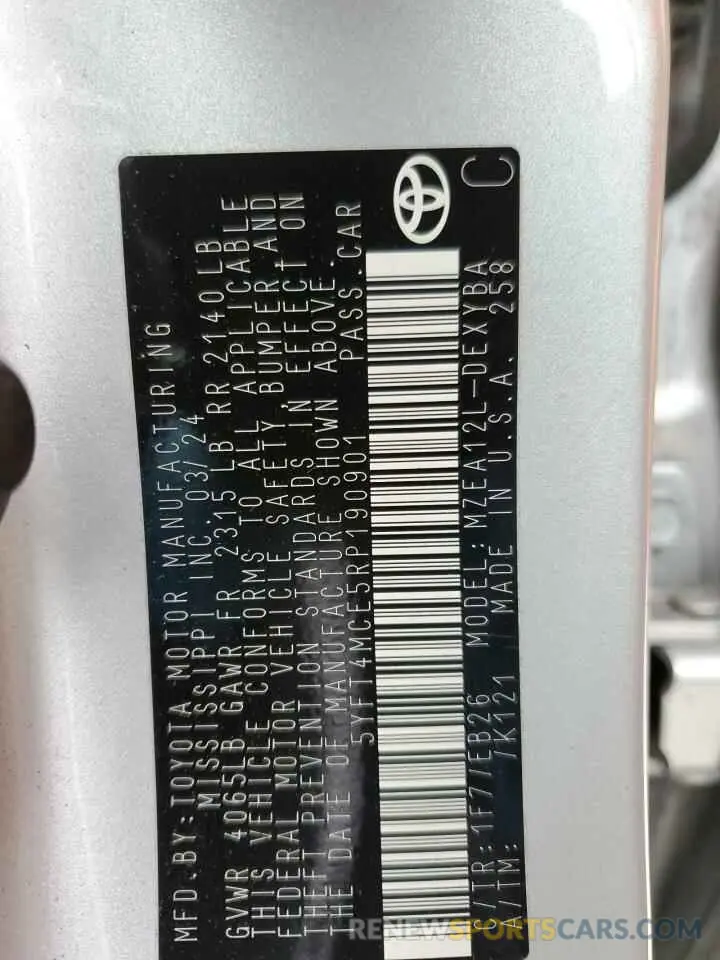 MFD.BY:TOYOTA MOTOR MANUFACTURING
MISSISSIPPI INC. 03/24
GVWR 4065LB GAWR FR 2315LB RR 2140LB
THIS VEHICLE CONFORMS TO ALL APPLICABLE
FEDERAL MOTOR VEHICLE SAFETY BUMPER,AND
THEFT PREVENTION STANDARDS IN EFFECT ON
THE DATE OF MANUFACTURE SHOWN ABOVE.
5YFT4MCE5RP190901 PASS.CAR
C/TR:1F7/EB26 MODEL:MZEA12L-DEXYBA
A/TM: /K121 MADE IN U.S.A. 258
C
RENEWSPORTSCARS.COM